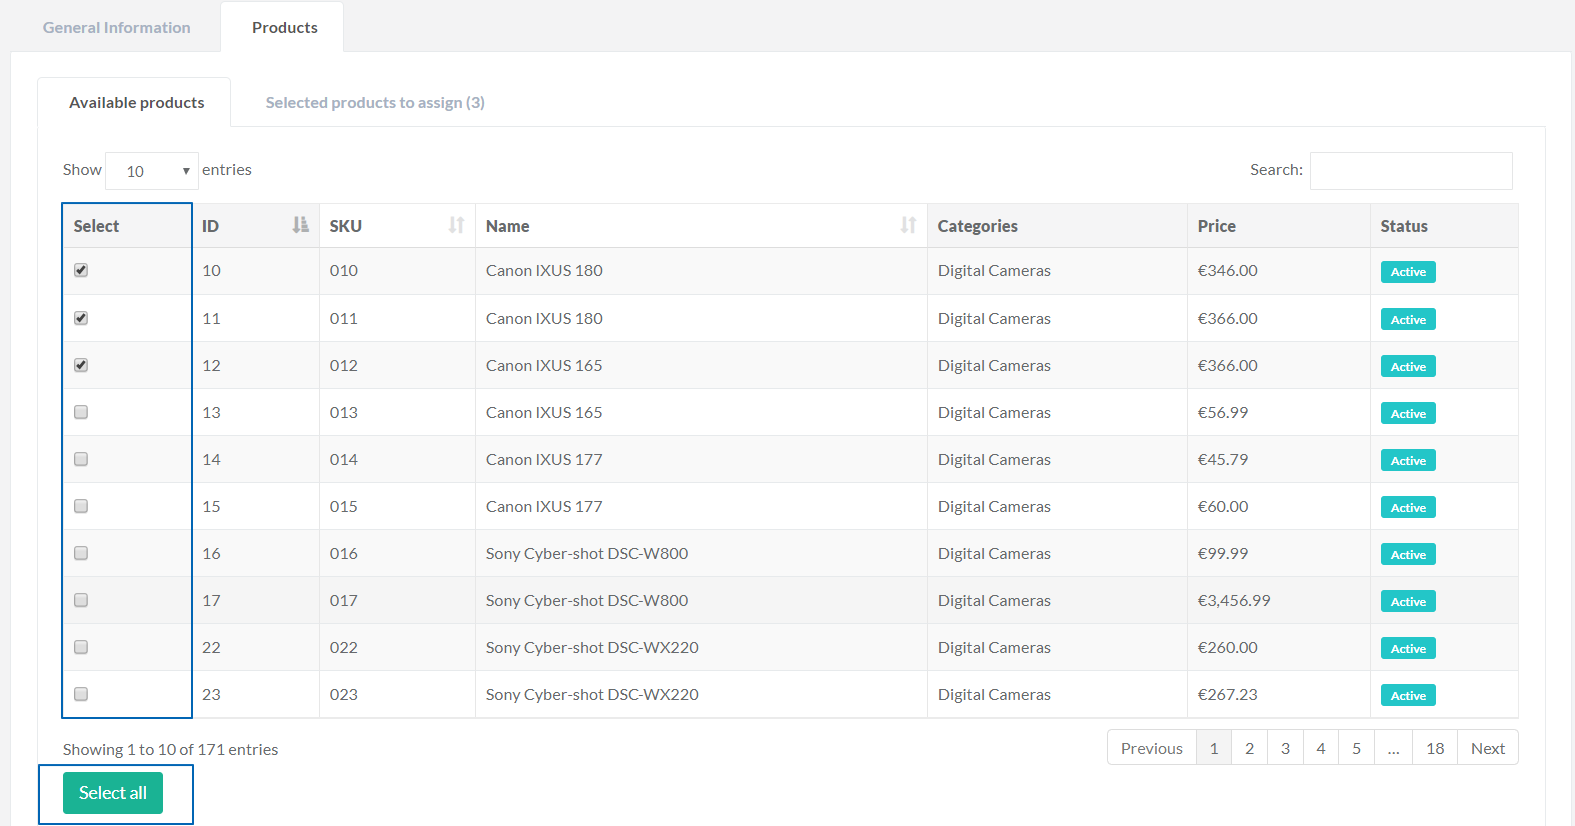 General Information Products
Available products Selected products to assign (3)
Show 10 entries Search:
Select ID SKU Name Categories Price Status
10 010 Canon IXUS 180 Digital Cameras €346.00 Active
11 011 Canon IXUS 180 Digital Cameras €366.00 Active
12 012 Canon IXUS 165 Digital Cameras €366.00 Active
13 013 Canon IXUS 165 Digital Cameras €56.99 Active
14 014 Canon IXUS 177 Digital Cameras €45.79 Active
15 015 Canon IXUS 177 Digital Cameras €60.00 Active
16 016 Sony Cyber-shot DSC-W800 Digital Cameras €99.99 Active
17 017 Sony Cyber-shot DSC-W800 Digital Cameras €3,456.99 Active
22 022 Sony Cyber-shot DSC-WX220 Digital Cameras €260.00 Active
23 023 Sony Cyber-shot DSC-WX220 Digital Cameras €267.23 Active
Showing 1 to 10 of 171 entries Previous 1 2 3 4 5 ... 18 Next
Select all